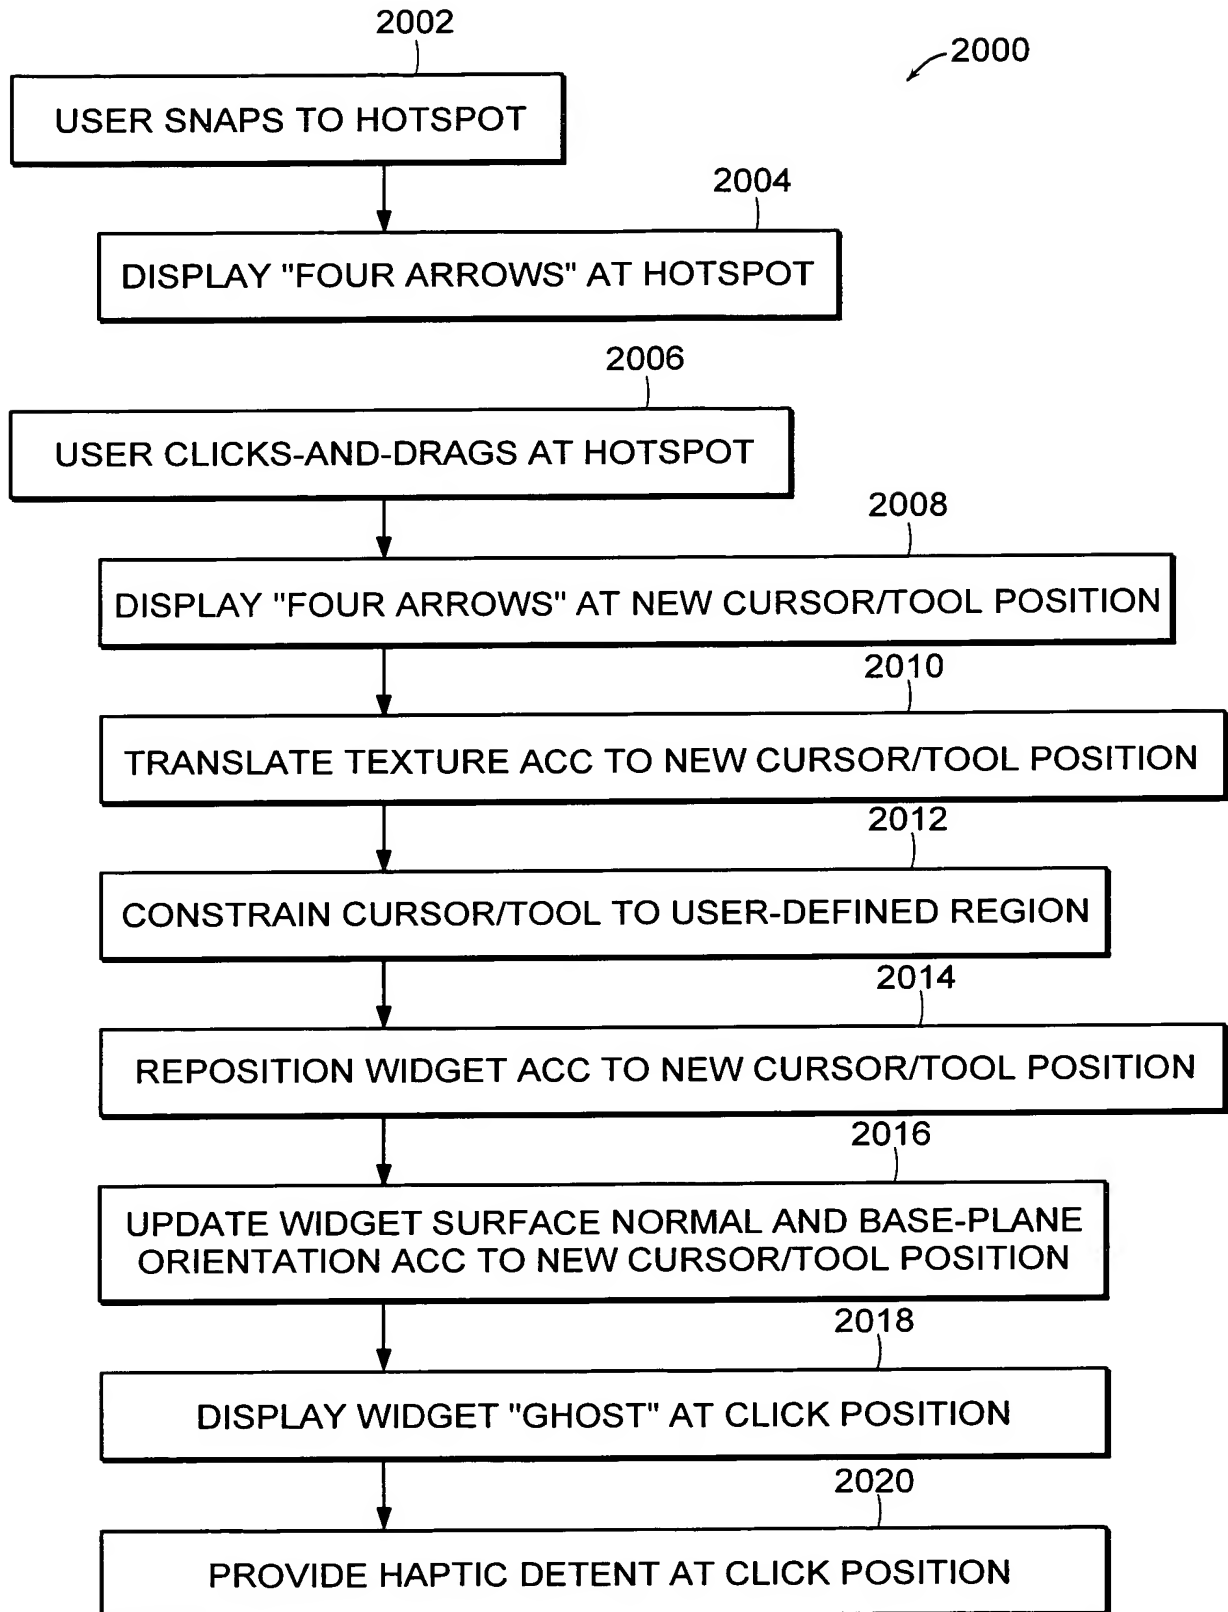 2002
2000
USER SNAPS TO HOTSPOT
2004
DISPLAY "FOUR ARROWS" AT HOTSPOT
2006
USER CLICKS-AND-DRAGS AT HOTSPOT
2008
DISPLAY "FOUR ARROWS" AT NEW CURSOR/TOOL POSITION
2010
TRANSLATE TEXTURE ACC TO NEW CURSOR/TOOL POSITION
2012
CONSTRAIN CURSOR/TOOL TO USER-DEFINED REGION
2014
REPOSITION WIDGET ACC TO NEW CURSOR/TOOL POSITION
2016
UPDATE WIDGET SURFACE NORMAL AND BASE-PLANE
ORIENTATION ACC TO NEW CURSOR/TOOL POSITION
2018
DISPLAY WIDGET "GHOST" AT CLICK POSITION
2020
PROVIDE HAPTIC DETENT AT CLICK POSITION